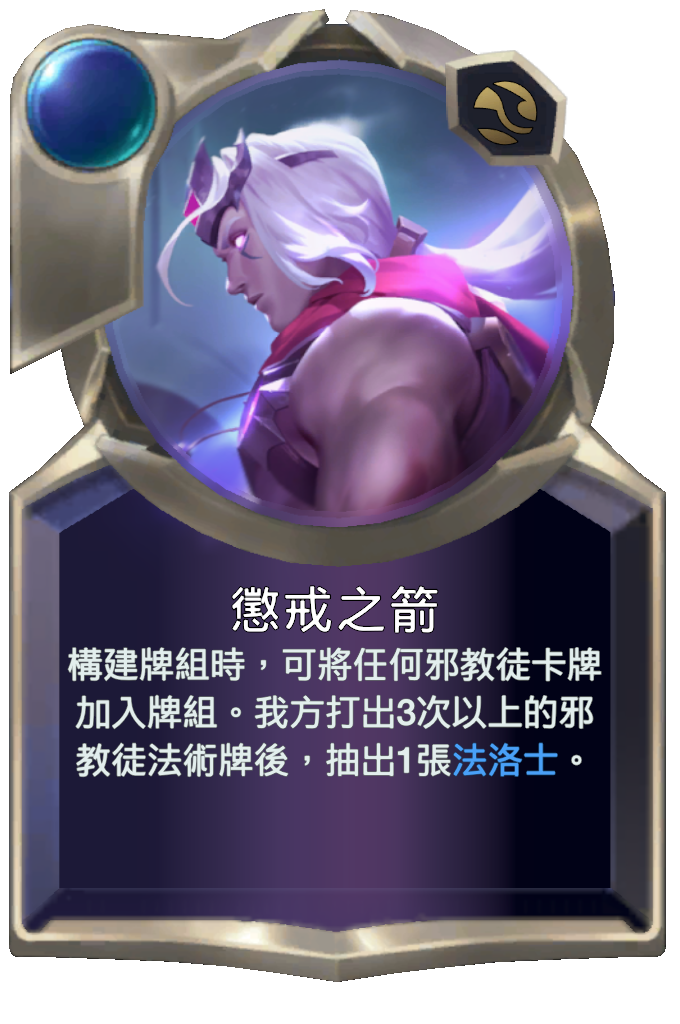 懲戒之箭
構建牌組時，可將任何邪教徒卡牌
加入牌組。我方打出3次以上的邪
教徒法術牌後，抽出1張法洛士。